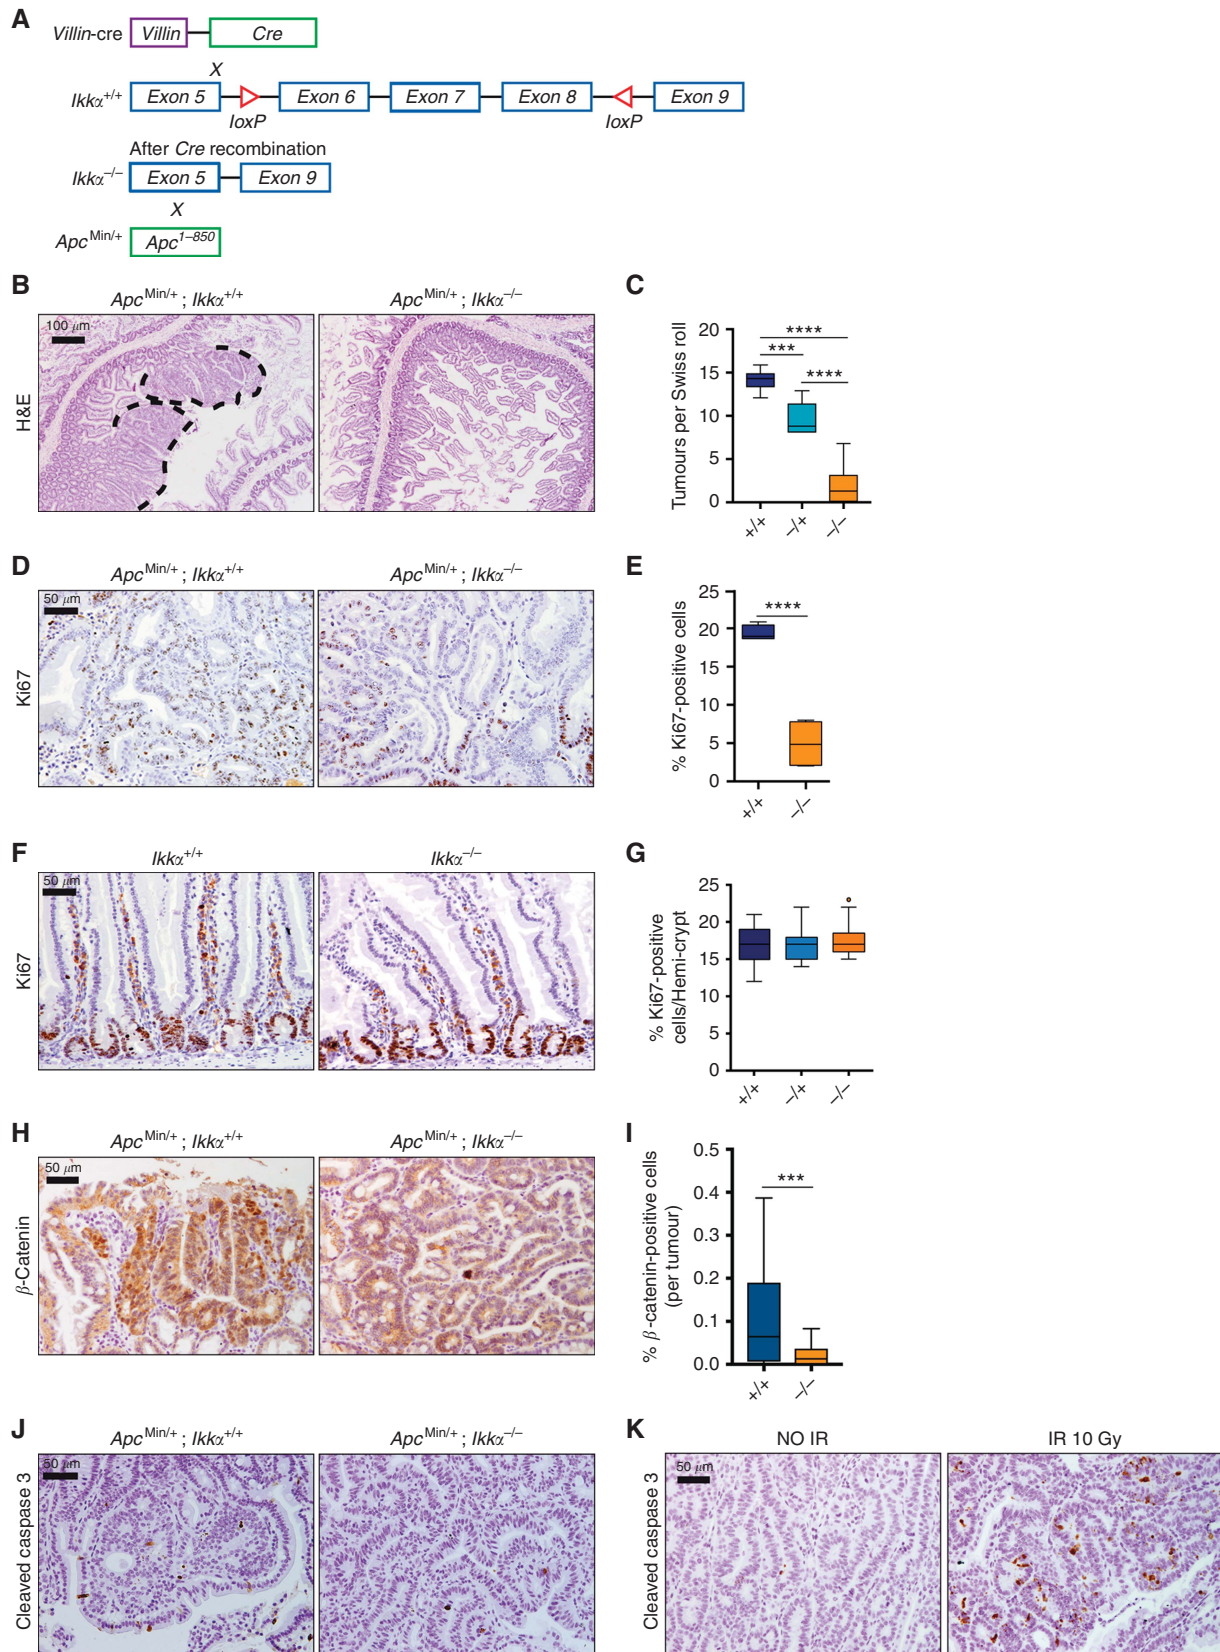 A
Villin-cre Villin Cre
X
Ikkα+/+ Exon 5 Exon 6 Exon 7 Exon 8 Exon 9
loxP loxP
After Cre recombination
Ikkα−/− Exon 5 Exon 9
X
ApcMin/+ Apc1–850
B
ApcMin/+ ; Ikkα+/+ ApcMin/+ ; Ikkα−/−
100 μm
H&E
C
Tumours per Swiss roll
20
15
10
5
0
****
***
****
+/+ −/+ −/−
D
ApcMin/+ ; Ikkα+/+ ApcMin/+ ; Ikkα−/−
50 μm
Ki67
E
% Ki67-positive cells
25
20
15
10
5
0
****
+/+ −/−
F
Ikkα+/+ Ikkα−/−
50 μm
Ki67
G
% Ki67-positive
cells/Hemi-crypt
25
20
15
10
5
0
+/+ −/+ −/−
H
ApcMin/+ ; Ikkα+/+ ApcMin/+ ; Ikkα−/−
50 μm
β-Catenin
I
% β-catenin-positive cells
(per tumour)
0.5
0.4
0.3
0.2
0.1
0.0
***
+/+ −/−
J
ApcMin/+ ; Ikkα+/+ ApcMin/+ ; Ikkα−/−
50 μm
Cleaved caspase 3
K
NO IR IR 10 Gy
50 μm
Cleaved caspase 3